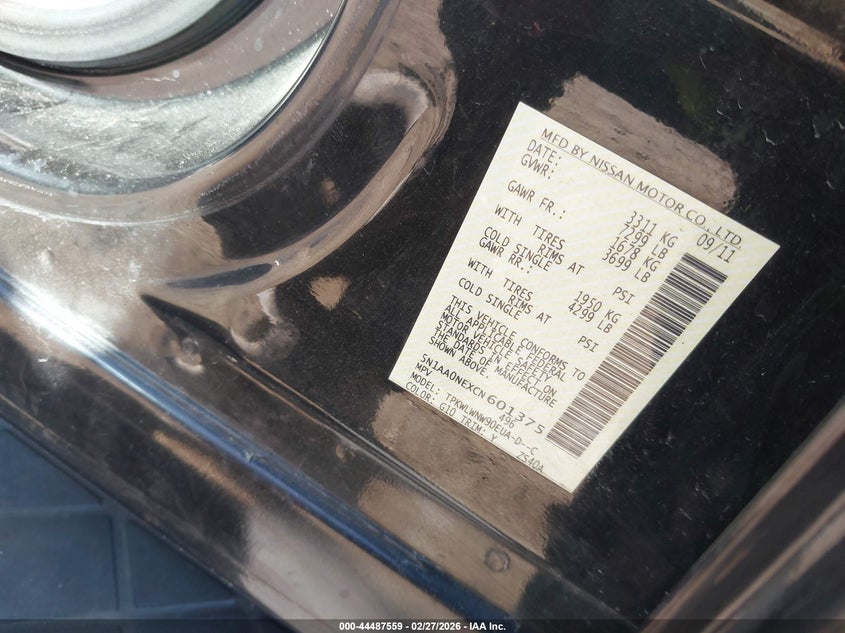 MFD BY NISSAN MOTOR CO., LTD.
DATE: 09/11
GVWR: 3311 KG
7299 LB
GAWR FR.: 1678 KG
3699 LB
WITH TIRES
RIMS AT
COLD SINGLE PSI
GAWR RR.: 1950 KG
4299 LB
WITH TIRES
RIMS AT
COLD SINGLE PSI
THIS VEHICLE CONFORMS TO
ALL APPLICABLE FEDERAL
MOTOR VEHICLE SAFETY
STANDARDS IN EFFECT ON
THE DATE OF MANUFACTURE
SHOWN ABOVE.
5N1AA0NEXCN601375
MPV 496
MODEL: TPKWLWNW90EUA-D--C
COLOR: G10 TRIM: Y ZS40A
000-44487559 - 02/27/2026 - IAA Inc.